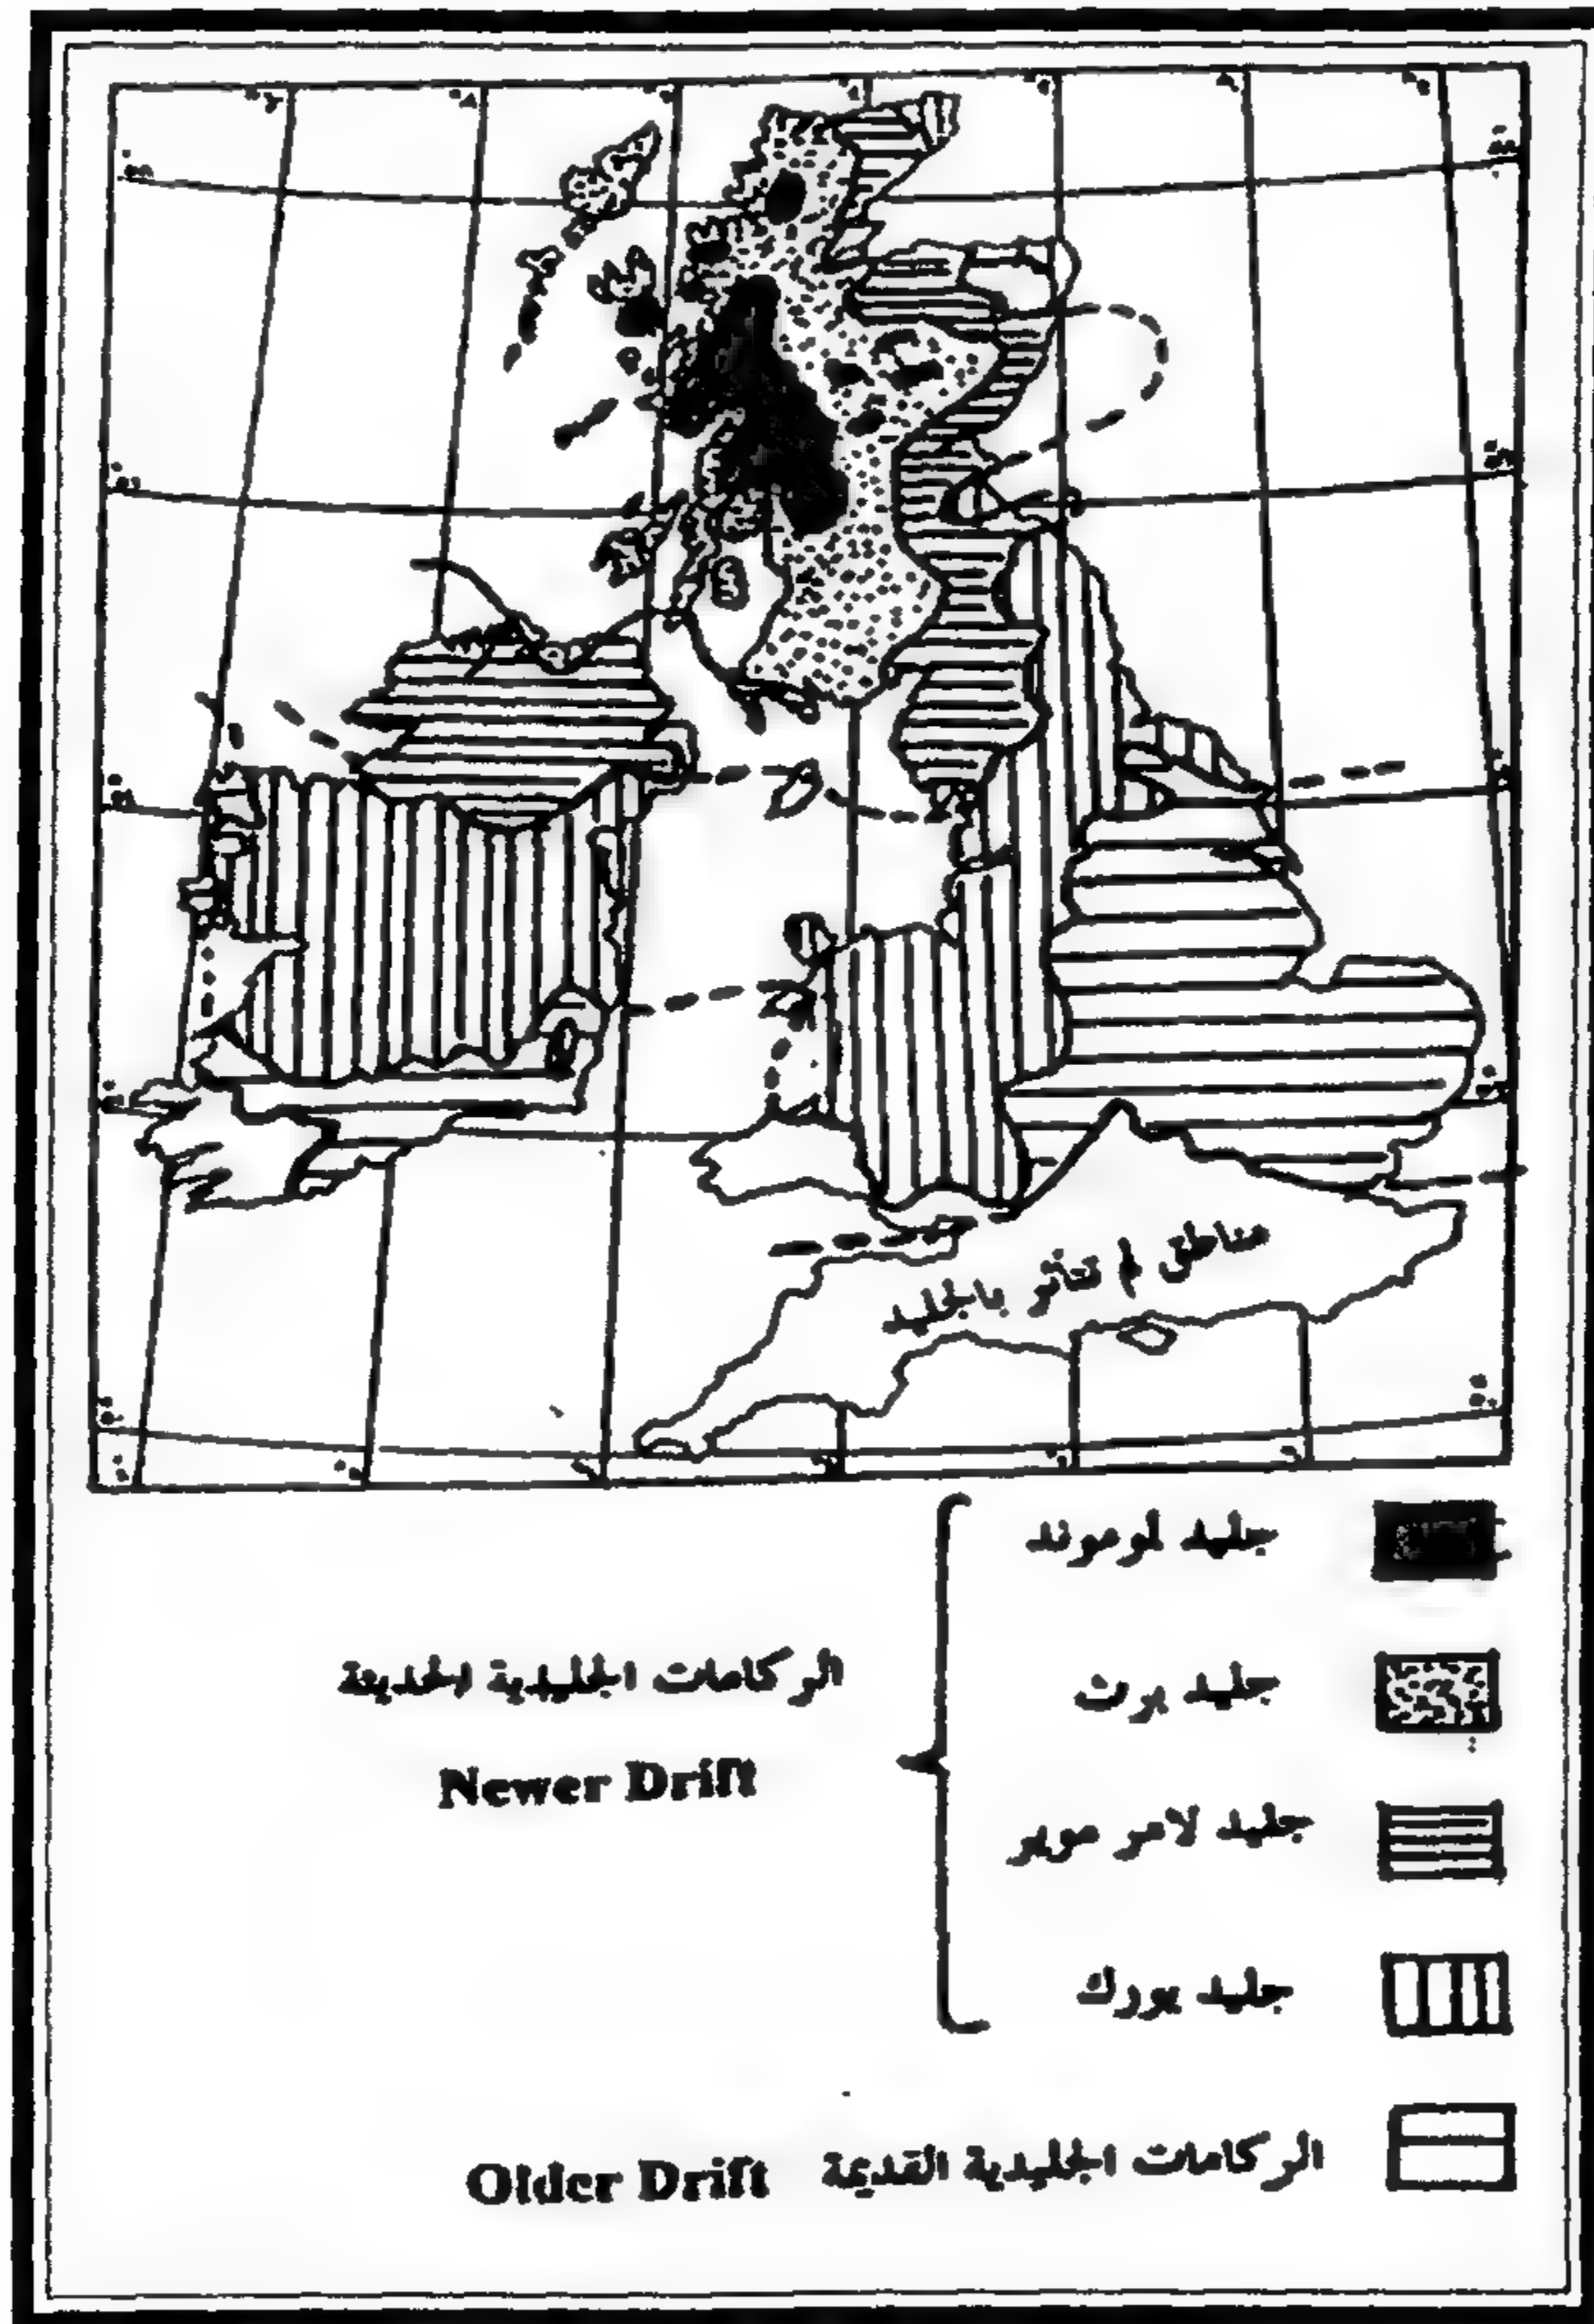 مناطق لم تتأثر بالجليد
جليد لوموند
جليد برث
جليد لامر موير
جليد يورك
الركامات الجليدية الحديثة
Newer Drift
الركامات الجليدية القديمة Older Drift